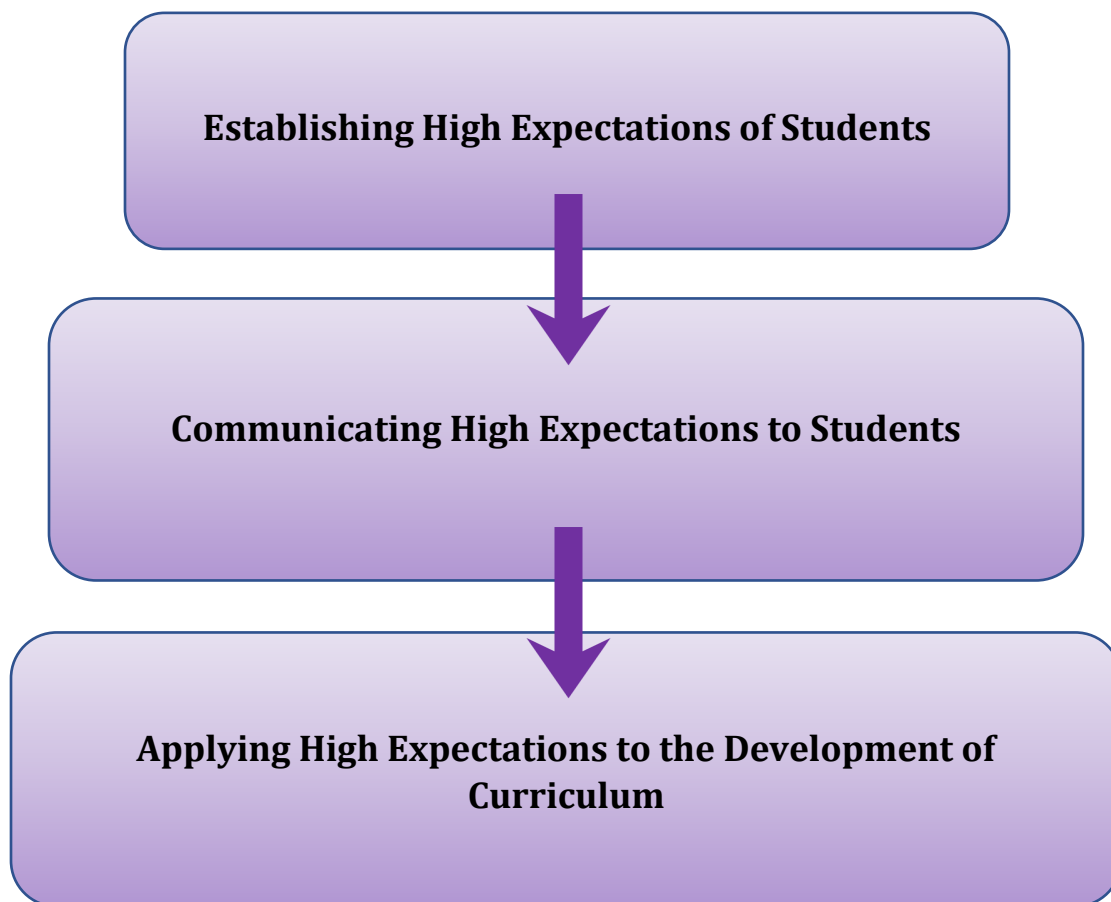 Establishing High Expectations of Students
Communicating High Expectations to Students
Applying High Expectations to the Development of
Curriculum